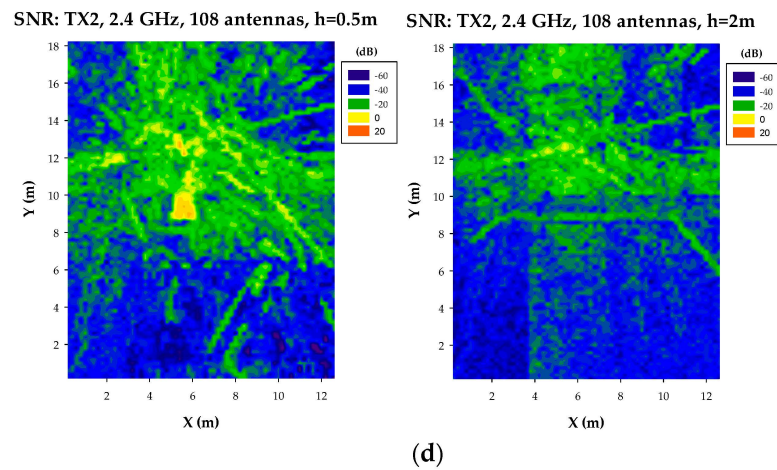 SNR: TX2, 2.4 GHz, 108 antennas, h=0.5m
(dB)
-60
-40
-20
0
20
18
16
14
12
10
8
6
4
2
Y (m)
2 4 6 8 10 12
X (m)
SNR: TX2, 2.4 GHz, 108 antennas, h=2m
(dB)
-60
-40
-20
0
20
18
16
14
12
10
8
6
4
2
Y (m)
2 4 6 8 10 12
X (m)
(d)